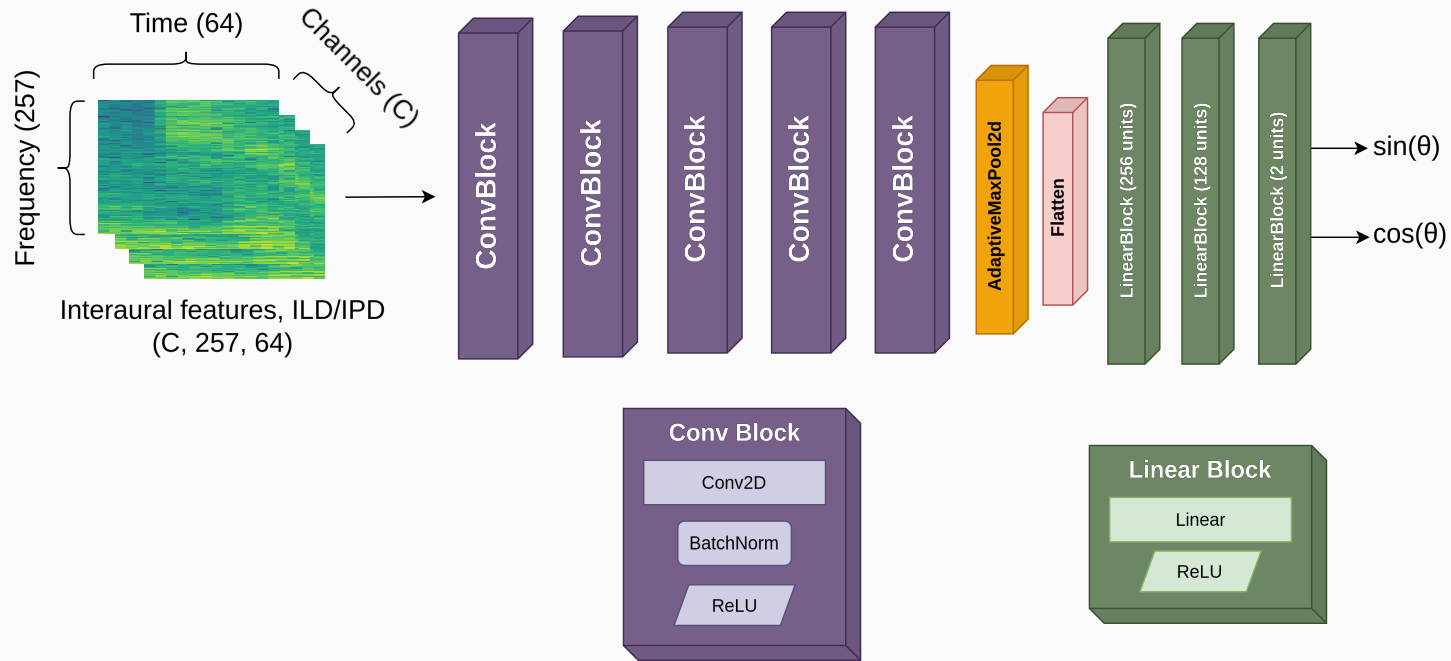 Time (64)
Channels (C)
Frequency (257)
Interaural features, ILD/IPD
(C, 257, 64)
ConvBlock
ConvBlock
ConvBlock
ConvBlock
ConvBlock
AdaptiveMaxPool2d
Flatten
LinearBlock (256 units)
LinearBlock (128 units)
LinearBlock (2 units)
sin(θ)
cos(θ)
Conv Block
Conv2D
BatchNorm
ReLU
Linear Block
Linear
ReLU